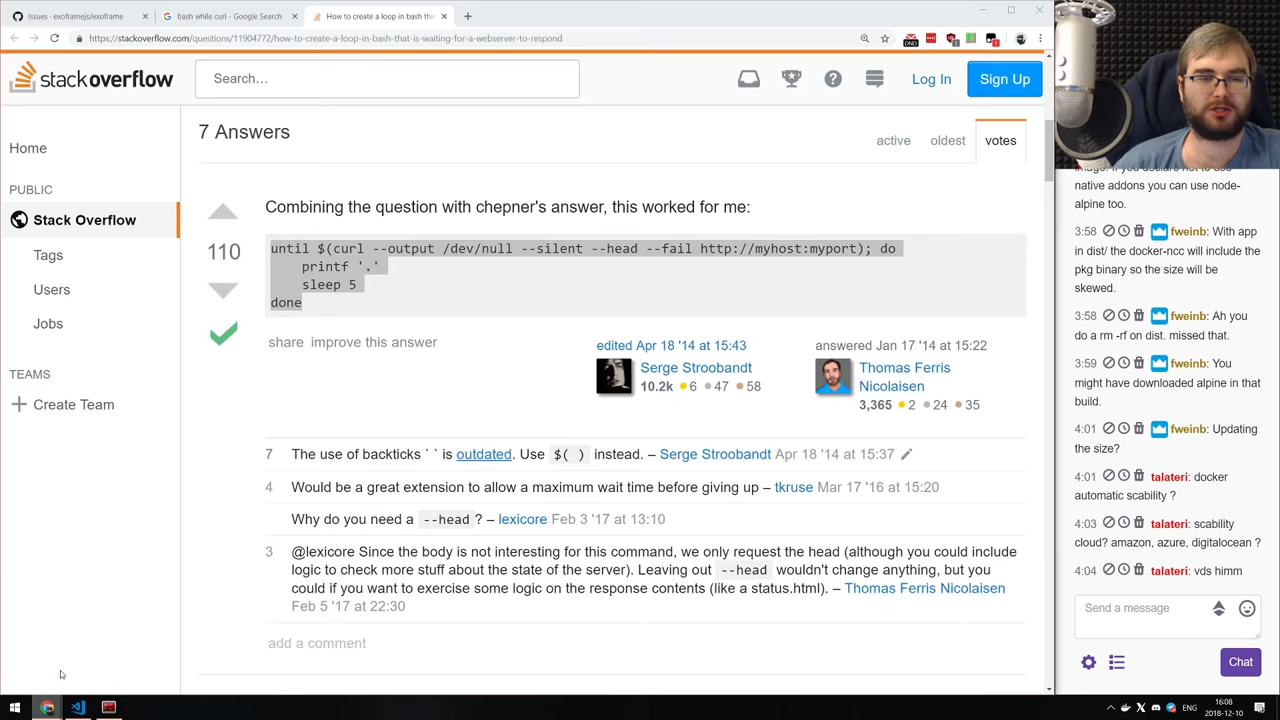 Issues · exoframejs/exoframe
bash while curl - Google Search
How to create a loop in bash tha
https://stackoverflow.com/questions/11904772/how-to-create-a-loop-in-bash-that-is-waiting-for-a-webserver-to-respond
DND
stackoverflow
Search…
Log In
Sign Up
Home
PUBLIC
Stack Overflow
Tags
Users
Jobs
TEAMS
Create Team
7 Answers
active
oldest
votes
110
Combining the question with chepner's answer, this worked for me:
until $(curl --output /dev/null --silent --head --fail http://myhost:myport); do
printf '.'
sleep 5
done
share improve this answer
edited Apr 18 '14 at 15:43
Serge Stroobandt
10.2k 6 47 58
answered Jan 17 '14 at 15:22
Thomas Ferris
Nicolaisen
3,365 2 24 35
7 The use of backticks ` ` is outdated. Use $( ) instead. – Serge Stroobandt Apr 18 '14 at 15:37
4 Would be a great extension to allow a maximum wait time before giving up – tkruse Mar 17 '16 at 15:20
Why do you need a --head ? – lexicore Feb 3 '17 at 13:10
3 @lexicore Since the body is not interesting for this command, we only request the head (although you could include
logic to check more stuff about the state of the server). Leaving out --head wouldn't change anything, but you
could if you want to exercise some logic on the response contents (like a status.html). – Thomas Ferris Nicolaisen
Feb 5 '17 at 22:30
add a comment
image. If you declare not to use
native addons you can use node-
alpine too.
3:58 fweinb: With app
in dist/ the docker-ncc will include the
pkg binary so the size will be
skewed.
3:58 fweinb: Ah you
do a rm -rf on dist. missed that.
3:59 fweinb: You
might have downloaded alpine in that
build.
4:01 fweinb: Updating
the size?
4:01 talateri: docker
automatic scability ?
4:03 talateri: scability
cloud? amazon, azure, digitalocean ?
4:04 talateri: vds himm
Send a message
Chat
ENG
16:08
2018-12-10